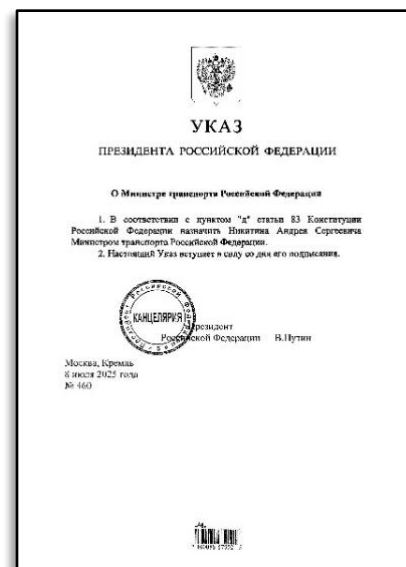 УКАЗ
ПРЕЗИДЕНТА РОССИЙСКОЙ ФЕДЕРАЦИИ
О Министре транспорта Российской Федерации
1. В соответствии с пунктом "д" статьи 83 Конституции
Российской Федерации назначить Никитина Андрея Сергеевича
Министром транспорта Российской Федерации.
2. Настоящий Указ вступает в силу со дня его подписания.
КАНЦЕЛЯРИЯ
Президент
Российской Федерации В.Путин
Москва, Кремль
8 июля 2025 года
№ 460